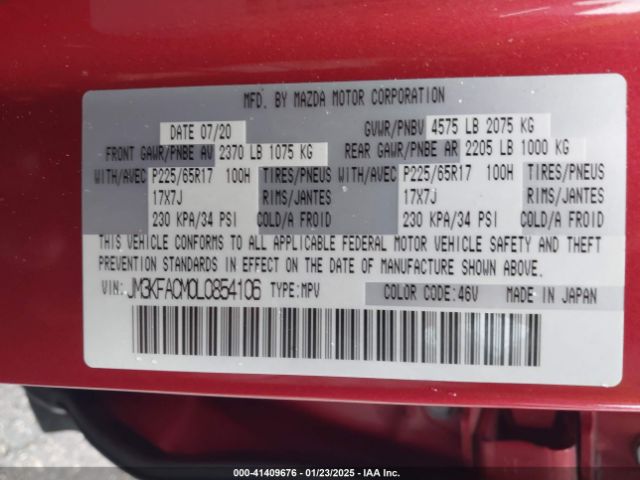 MFD. BY MAZDA MOTOR CORPORATION
DATE 07/20 GVWR/PNBV 4575 LB 2075 KG
FRONT GAWR/PNBE AV 2370 LB 1075 KG REAR GAWR/PNBE AR 2205 LB 1000 KG
WITH/AVEC P225/65R17 100H TIRES/PNEUS WITH/AVEC P225/65R17 100H TIRES/PNEUS
17X7J RIMS/JANTES 17X7J RIMS/JANTES
230 KPA/34 PSI COLD/A FROID 230 KPA/34 PSI COLD/A FROID
THIS VEHICLE CONFORMS TO ALL APPLICABLE FEDERAL MOTOR VEHICLE SAFETY AND THEFT
PREVENTION STANDARDS IN EFFECT ON THE DATE OF MANUFACTURE SHOWN ABOVE.
VIN: JM3KFACM0L0854106 TYPE:MPV COLOR CODE:46V MADE IN JAPAN
000-41409676 - 01/23/2025 - IAA Inc.